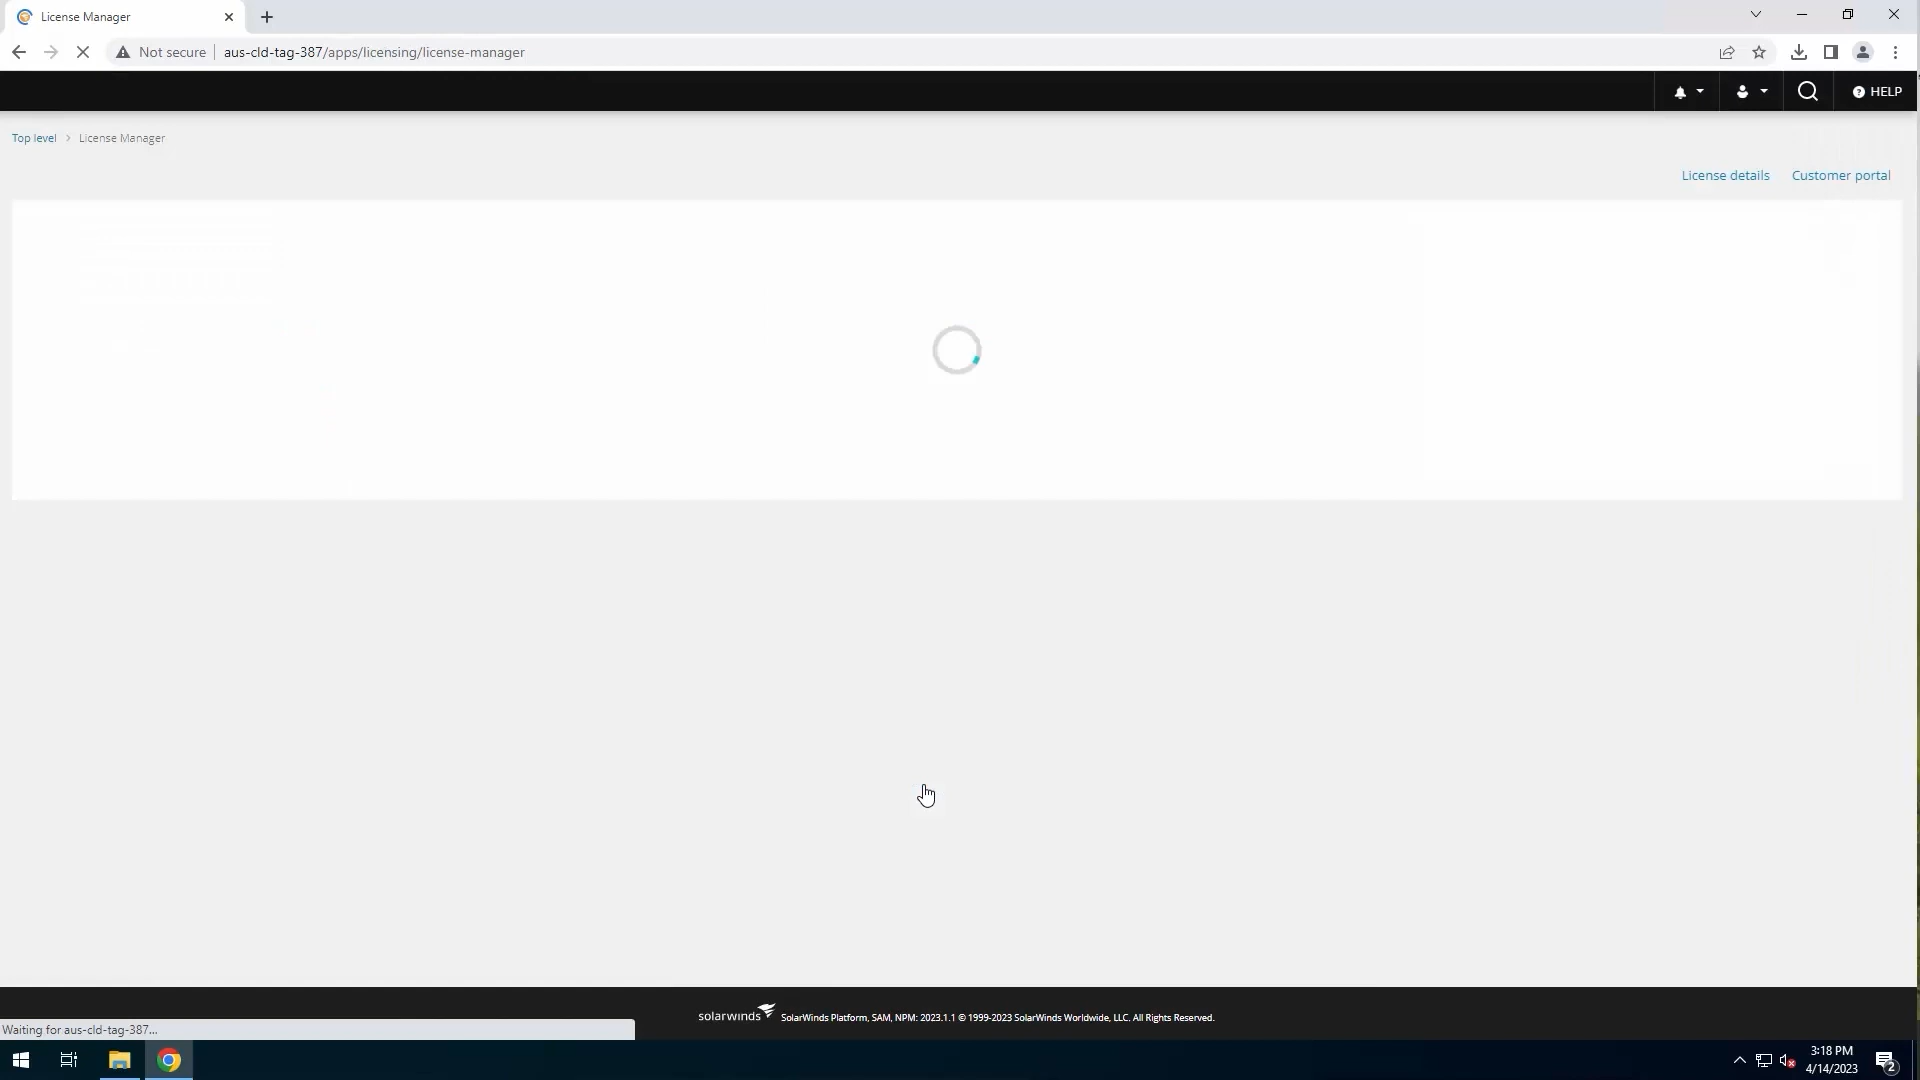 License Manager
Not secure
aus-cld-tag-387/apps/licensing/license-manager
HELP
Top level > License Manager
License details
Customer portal
solarwinds
SolarWinds Platform, SAM, NPM: 2023.1.1 © 1999-2023 SolarWinds Worldwide, LLC. All Rights Reserved.
Waiting for aus-cld-tag-387...
3:18 PM
4/14/2023
2